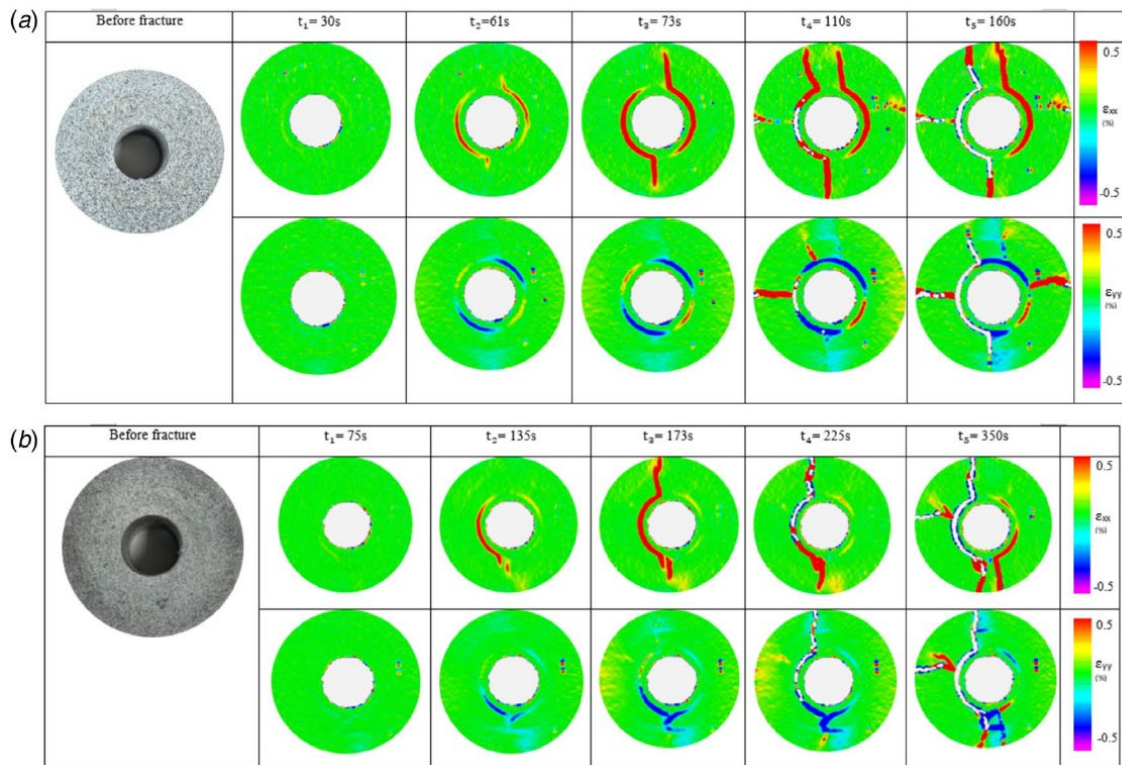 (a)
Before fracture t₁= 30s t₂=61s t₃= 73s t₄= 110s t₅= 160s
0.5
εxx
(%)
-0.5
0.5
εyy
(%)
-0.5
(b)
Before fracture t₁= 75s t₂= 135s t₃= 173s t₄= 225s t₅= 350s
0.5
εxx
(%)
-0.5
0.5
εyy
(%)
-0.5